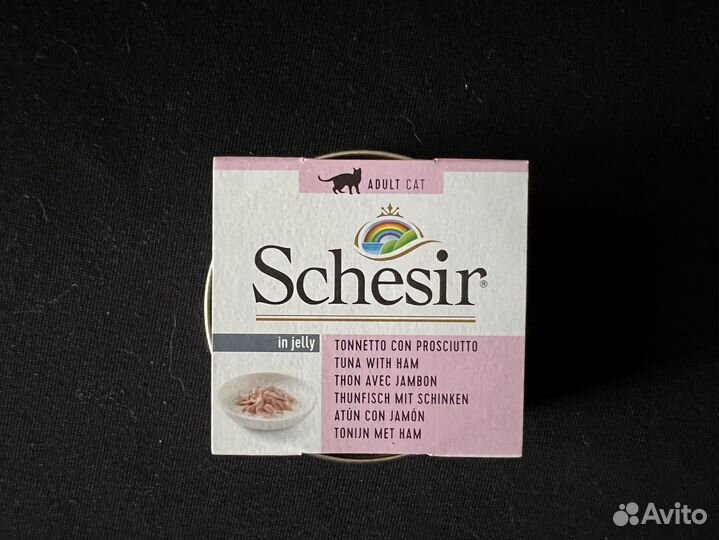 ADULT CAT
Schesir®
in jelly
TONNETTO CON PROSCIUTTO
TUNA WITH HAM
THON AVEC JAMBON
THUNFISCH MIT SCHINKEN
ATÚN CON JAMÓN
TONIJN MET HAM
Avito